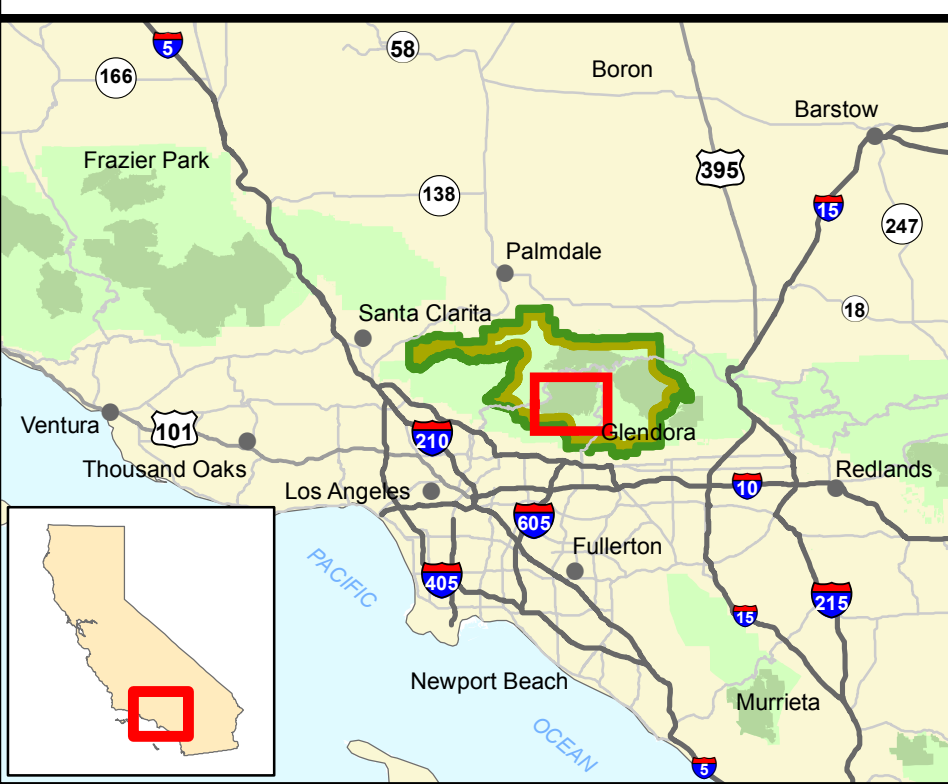 5
58
166
Boron
Barstow
Frazier Park
395
138
15
247
Palmdale
18
Santa Clarita
Ventura
101
210
Glendora
Thousand Oaks
Redlands
Los Angeles
10
605
Fullerton
PACIFIC
405
215
15
Newport Beach
Murrieta
OCEAN
5